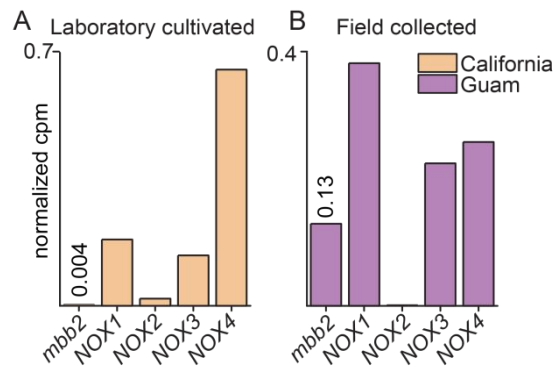 A Laboratory cultivated
0.7
normalized cpm
0.004
mbb2 NOX1 NOX2 NOX3 NOX4
B Field collected
0.4
California
Guam
0.13
mbb2 NOX1 NOX2 NOX3 NOX4